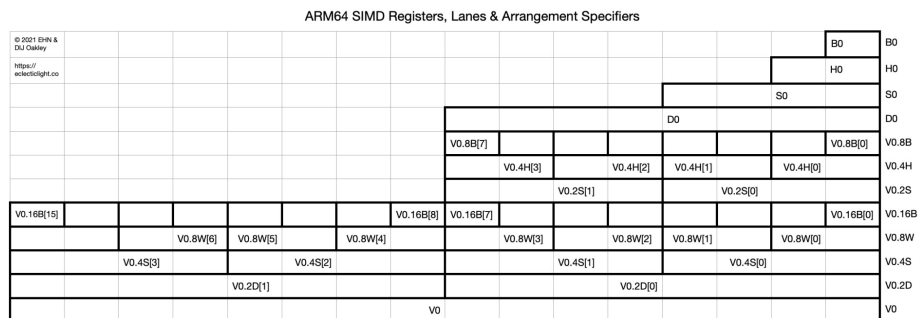 ARM64 SIMD Registers, Lanes & Arrangement Specifiers
© 2021 EHN &
DIJ Oakley
B0 B0
https://
eclecticlight.co
H0 H0
S0 S0
D0 D0
V0.8B[7] V0.8B[0] V0.8B
V0.4H[3] V0.4H[2] V0.4H[1] V0.4H[0] V0.4H
V0.2S[1] V0.2S[0] V0.2S
V0.16B[15] V0.16B[8] V0.16B[7] V0.16B[0] V0.16B
V0.8W[6] V0.8W[5] V0.8W[4] V0.8W[3] V0.8W[2] V0.8W[1] V0.8W[0] V0.8W
V0.4S[3] V0.4S[2] V0.4S[1] V0.4S[0] V0.4S
V0.2D[1] V0.2D[0] V0.2D
V0 V0